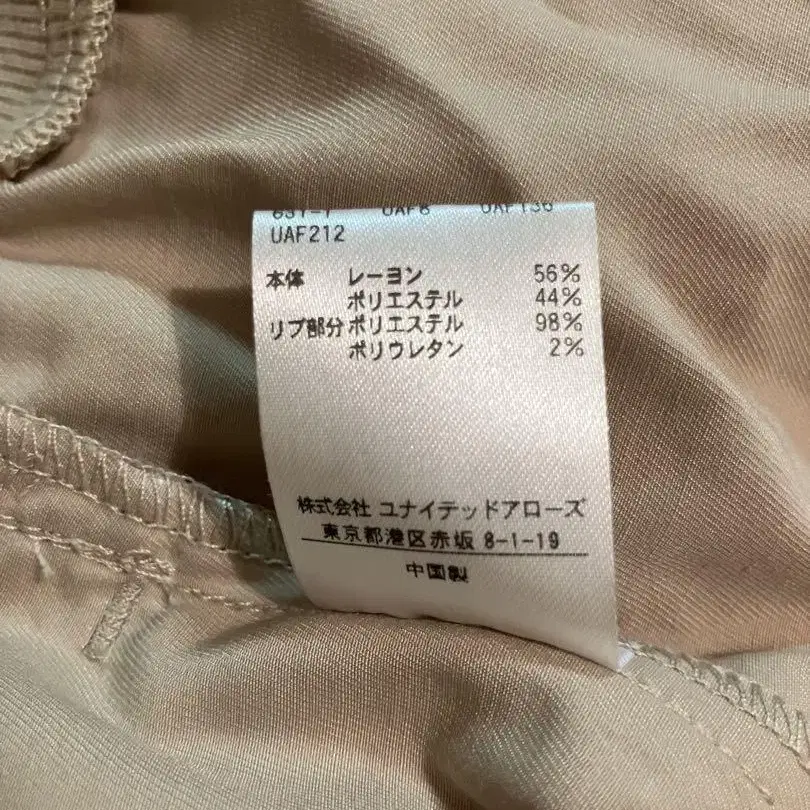 UAF212
本体 レーヨン 56%
ポリエステル 44%
リブ部分 ポリエステル 98%
ポリウレタン 2%
株式会社 ユナイテッドアローズ
東京都港区赤坂 8-1-19
中国製